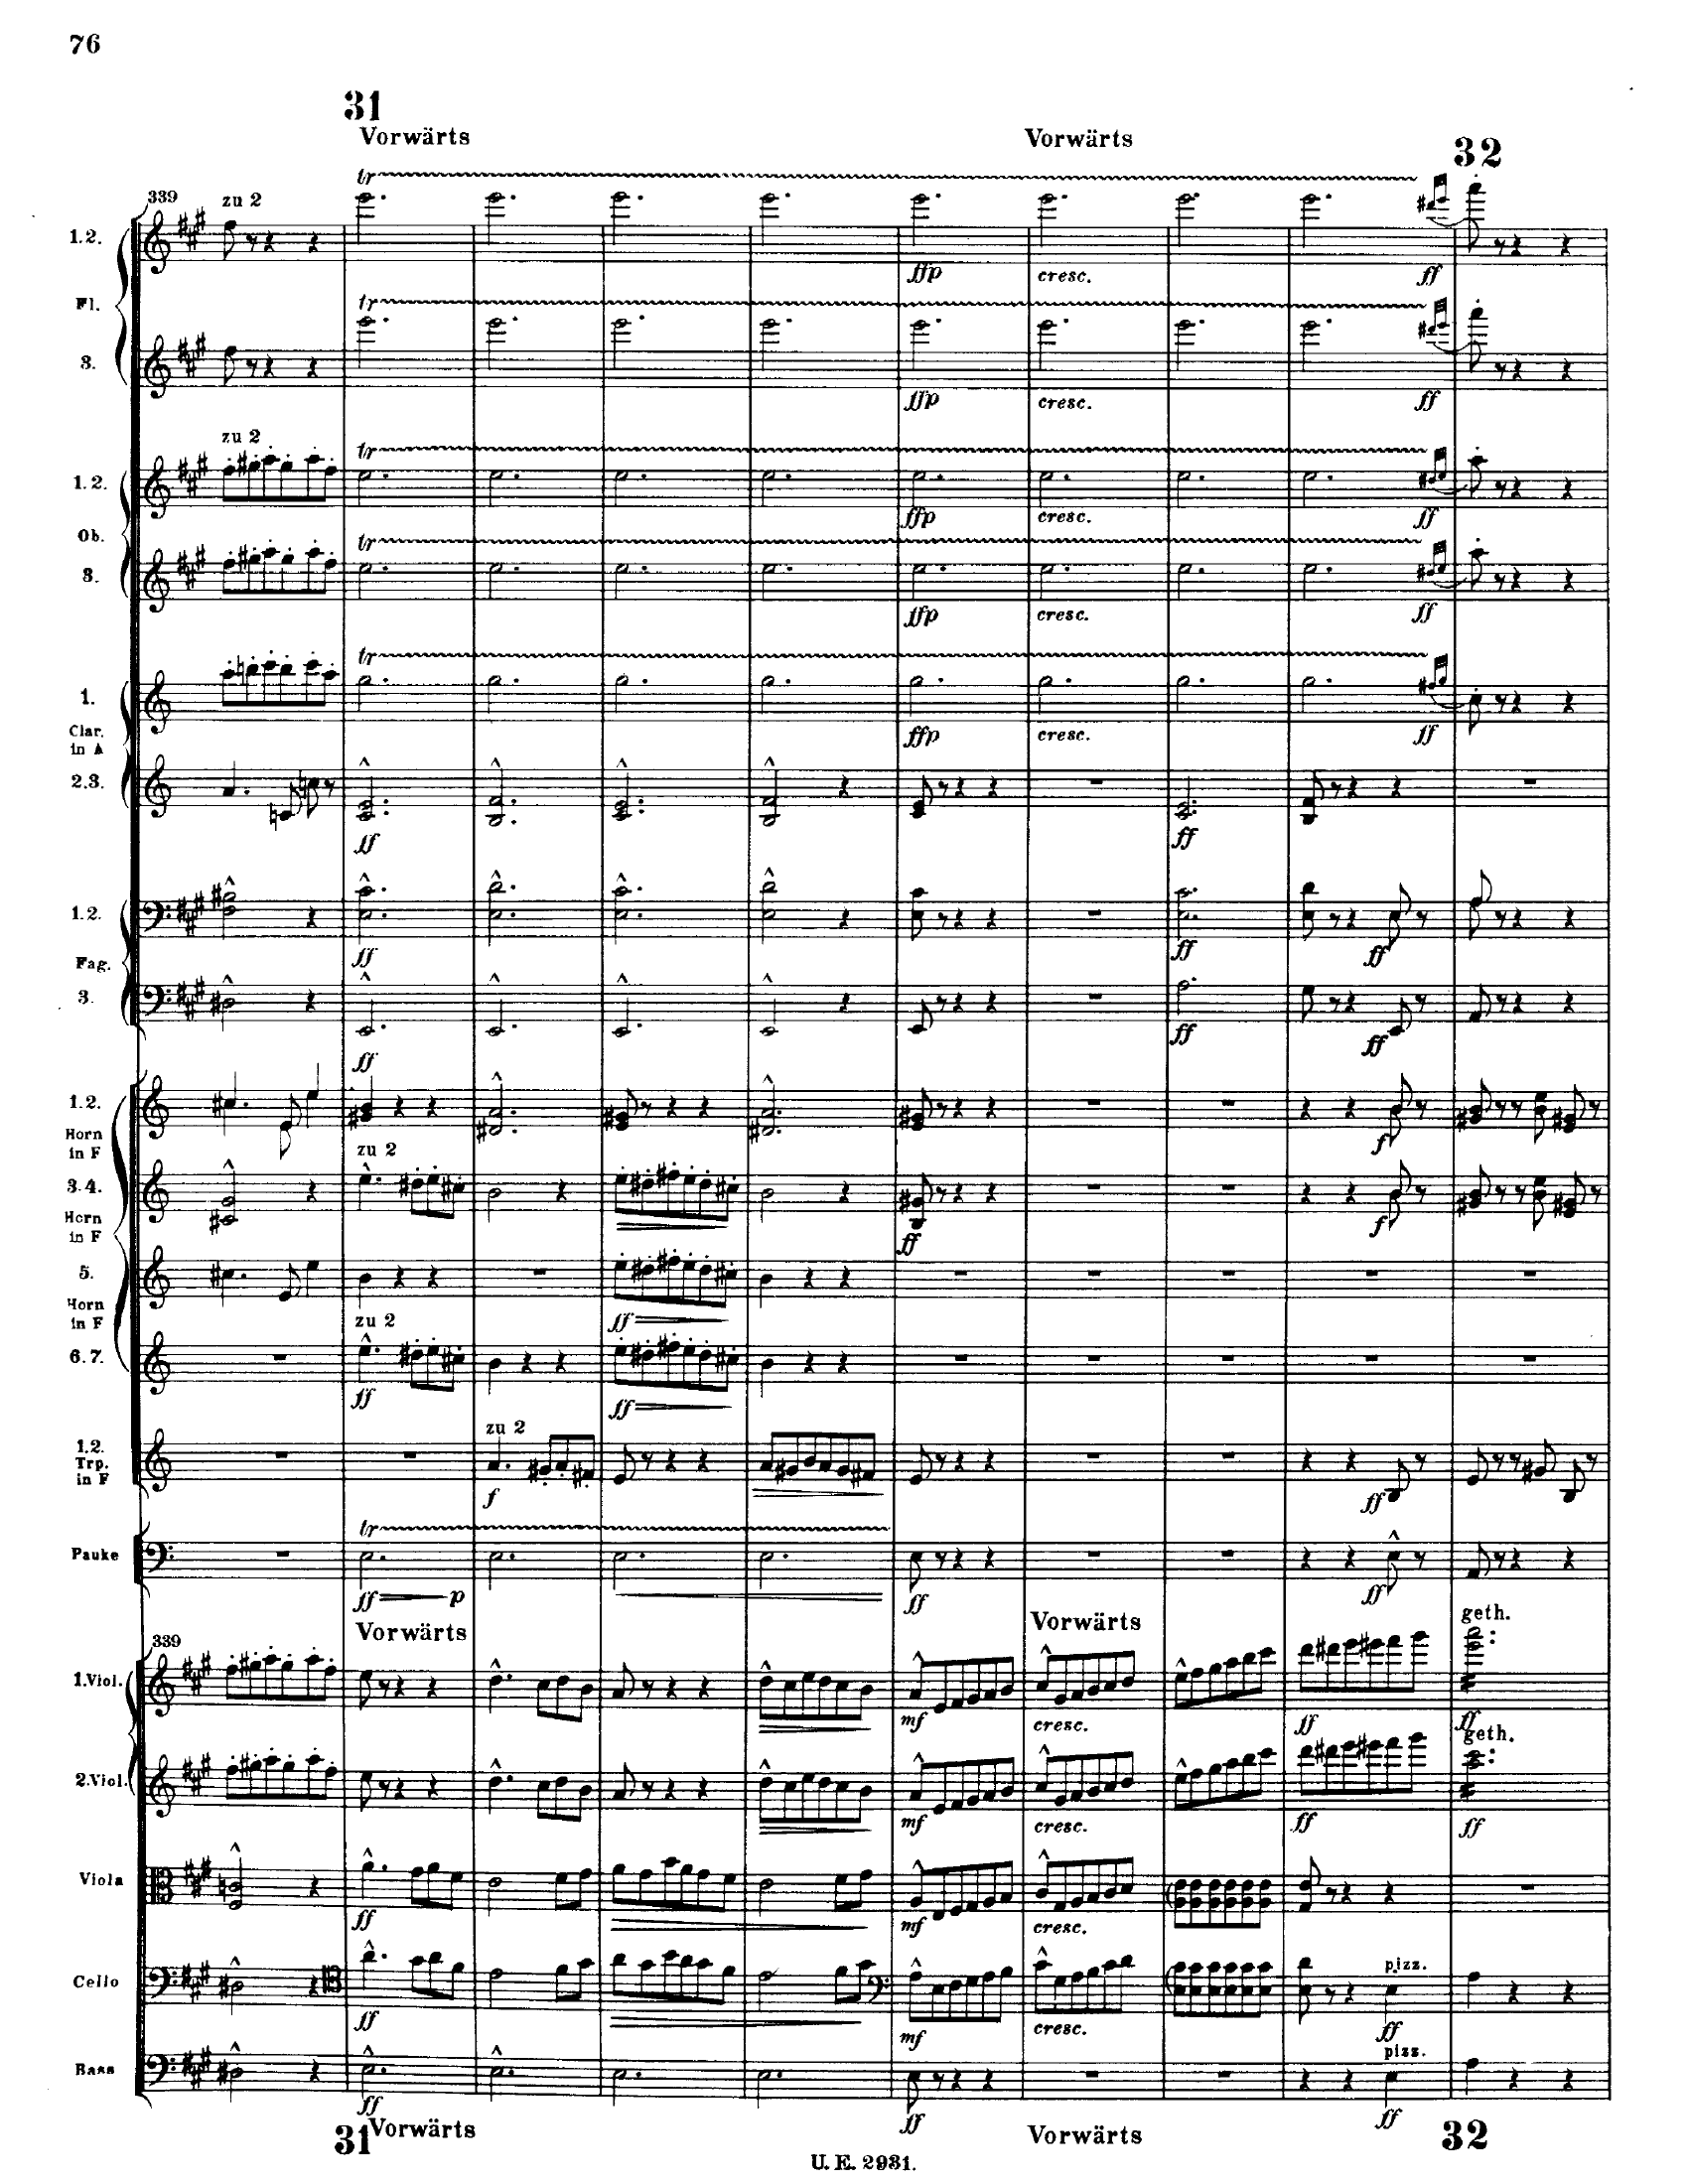 76
31
Vorwärts
Vorwärts
32
339
zu 2
1.2.
tr
ffp
cresc.
ff
Fl.
tr
3.
ffp
cresc.
ff
zu 2
tr
1.2.
ffp
cresc.
ff
Ob.
tr
3.
ffp
cresc.
ff
tr
1.
ffp
cresc.
ff
Clar.
in A
2.3.
ff
ff
1.2.
ff
ff
ff
Fag.
3.
ff
ff
ff
1.2.
f
Horn
in F
zu 2
3.4.
ff
f
Horn
in F
5.
ff
Horn
in F
zu 2
6.7.
ff
ff
zu 2
1.2.
Trp.
in F
f
ff
tr
Pauke
ff
p
ff
ff
Vorwärts
Vorwärts
geth.
339
1.Viol.
mf
cresc.
ff
ff
geth.
2.Viol.
mf
cresc.
ff
ff
Viola
ff
mf
cresc.
pizz.
Cello
ff
mf
cresc.
ff
pizz.
Bass
ff
ff
ff
31
Vorwärts
Vorwärts
32
U. E. 2931.